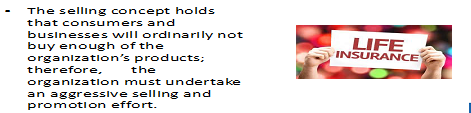 - The selling concept holds
that consumers and
businesses will ordinarily not
buy enough of the
organization's products;
therefore, the
organization must undertake
an aggressive selling and
promotion effort.
LIFE
INSURANCE